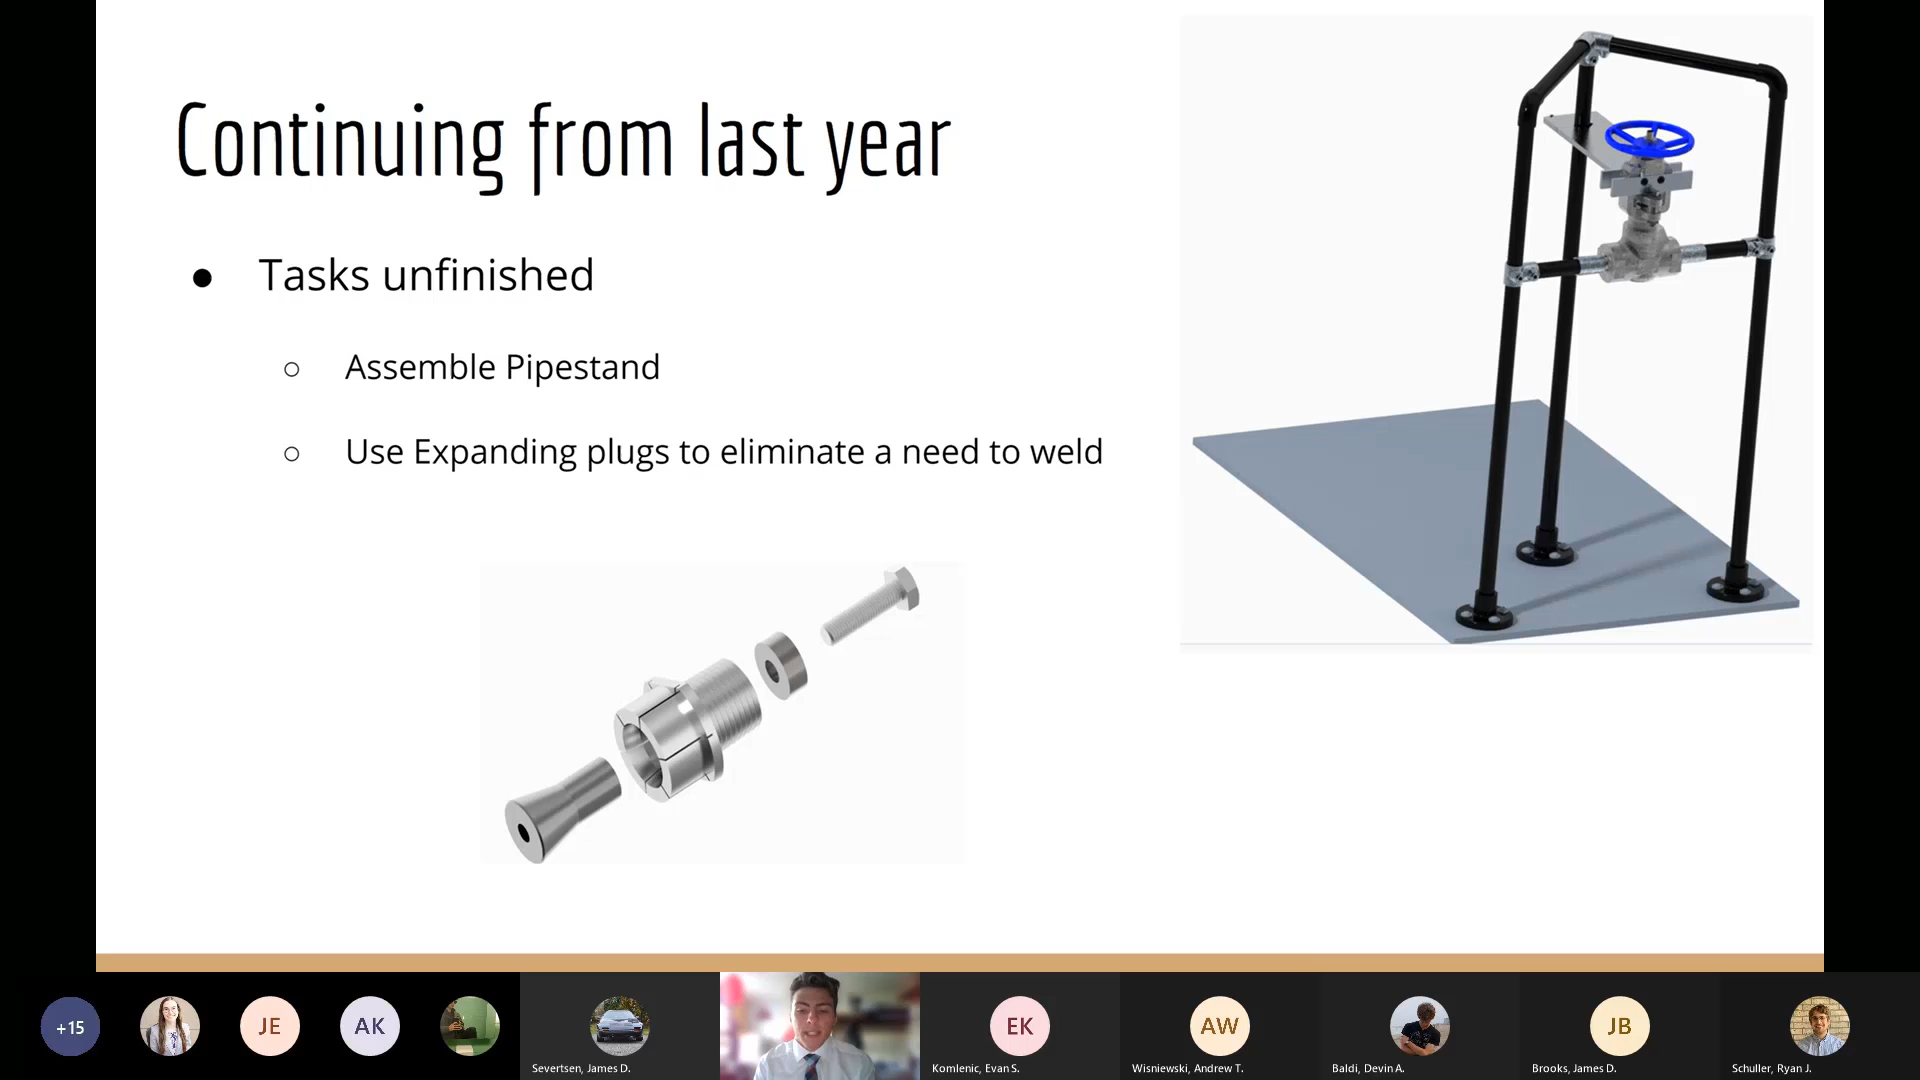 Continuing from last year
● Tasks unfinished
○ Assemble Pipestand
○ Use Expanding plugs to eliminate a need to weld
+15
JE
AK
EK
AW
JB
Severtsen, James D.
Komlenic, Evan S.
Wisniewski, Andrew T.
Baldi, Devin A.
Brooks, James D.
Schuller, Ryan J.